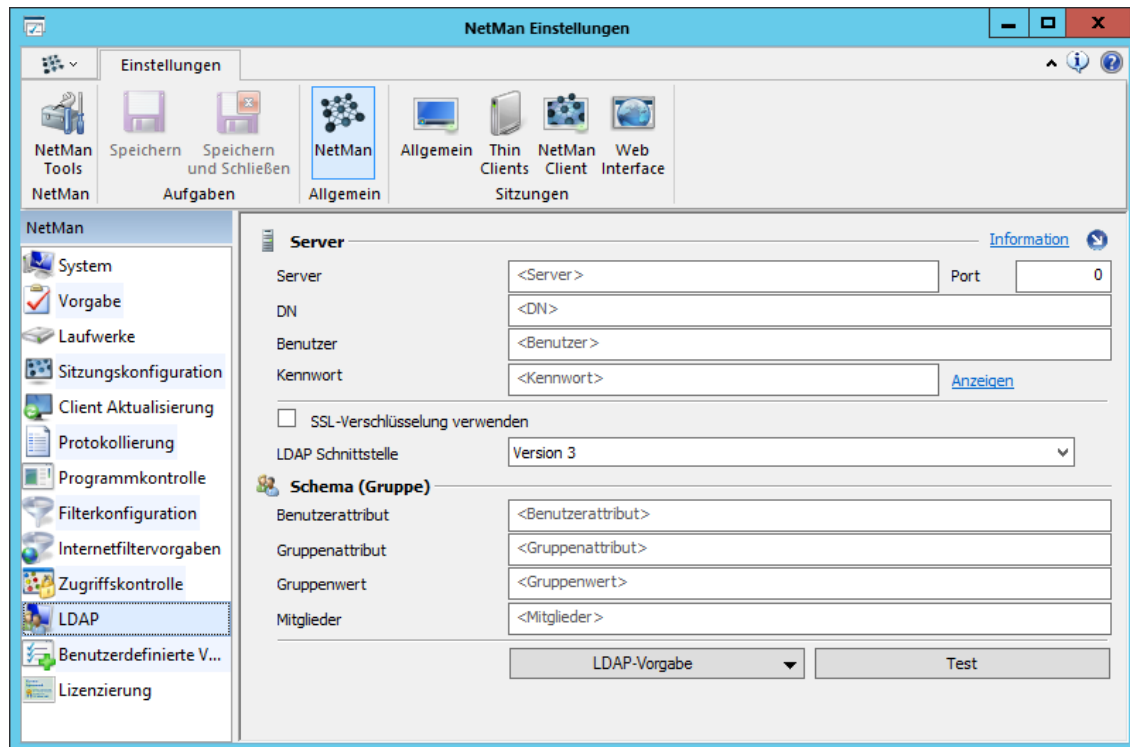 NetMan Einstellungen
Einstellungen
NetMan
Tools
Speichern
Speichern
und Schließen
NetMan
Allgemein
Thin
Clients
NetMan
Client
Web
Interface
NetMan
Aufgaben
Allgemein
Sitzungen
NetMan
System
Vorgabe
Laufwerke
Sitzungskonfiguration
Client Aktualisierung
Protokollierung
Programmkontrolle
Filterkonfiguration
Internetfiltervorgaben
Zugriffskontrolle
LDAP
Benutzerdefinierte V...
Lizenzierung
Server Information
Server <Server> Port 0
DN <DN>
Benutzer <Benutzer>
Kennwort <Kennwort> Anzeigen
SSL-Verschlüsselung verwenden
LDAP Schnittstelle Version 3
Schema (Gruppe)
Benutzerattribut <Benutzerattribut>
Gruppenattribut <Gruppenattribut>
Gruppenwert <Gruppenwert>
Mitglieder <Mitglieder>
LDAP-Vorgabe Test